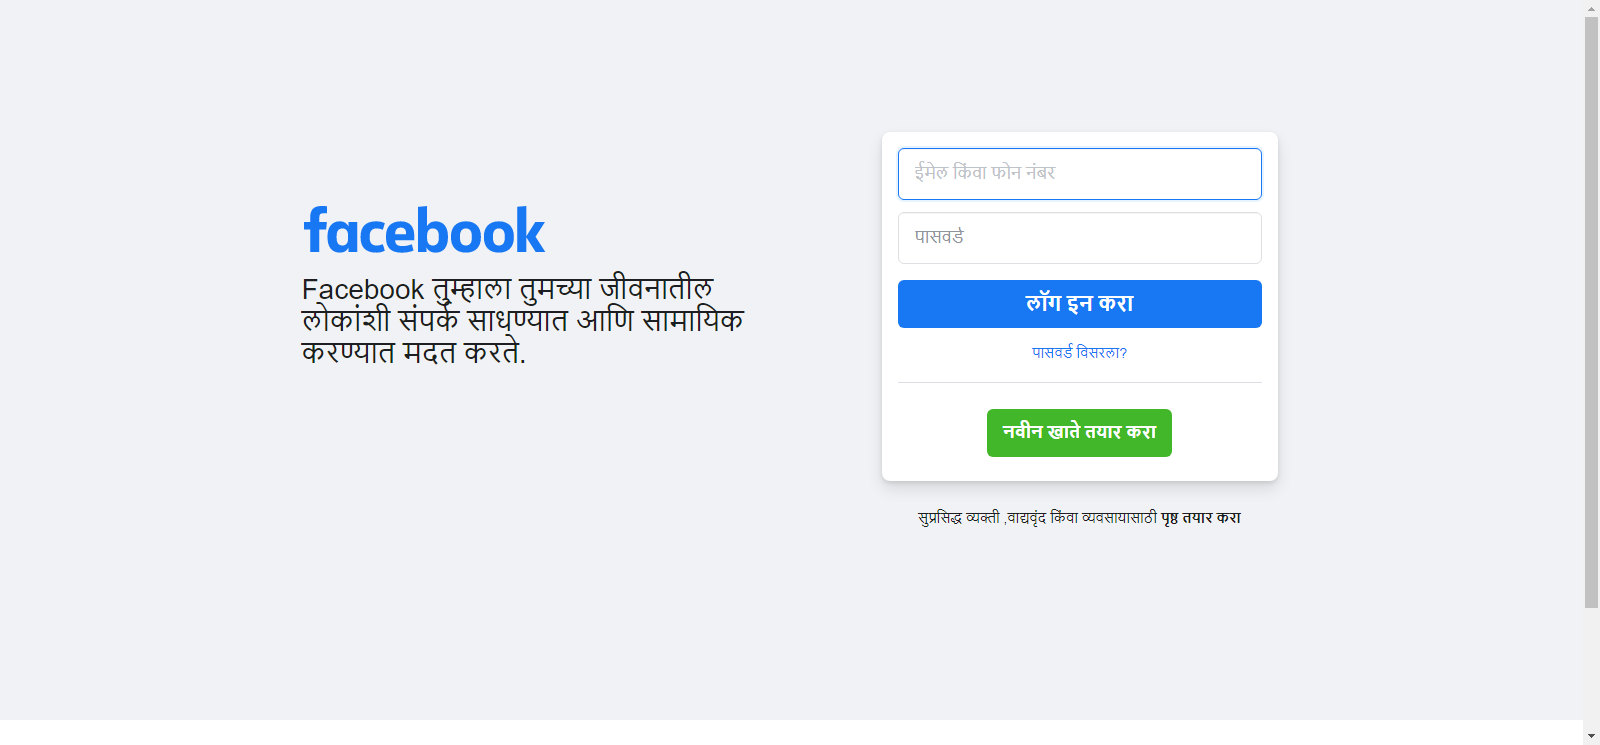 facebook
Facebook तुम्हाला तुमच्या जीवनातील
लोकांशी संपर्क साधण्यात आणि सामायिक
करण्यात मदत करते.
ईमेल किंवा फोन नंबर
पासवर्ड
लॉग इन करा
पासवर्ड विसरला?
नवीन खाते तयार करा
सुप्रसिद्ध व्यक्ती ,वाद्यवृंद किंवा व्यवसायासाठी पृष्ठ तयार करा